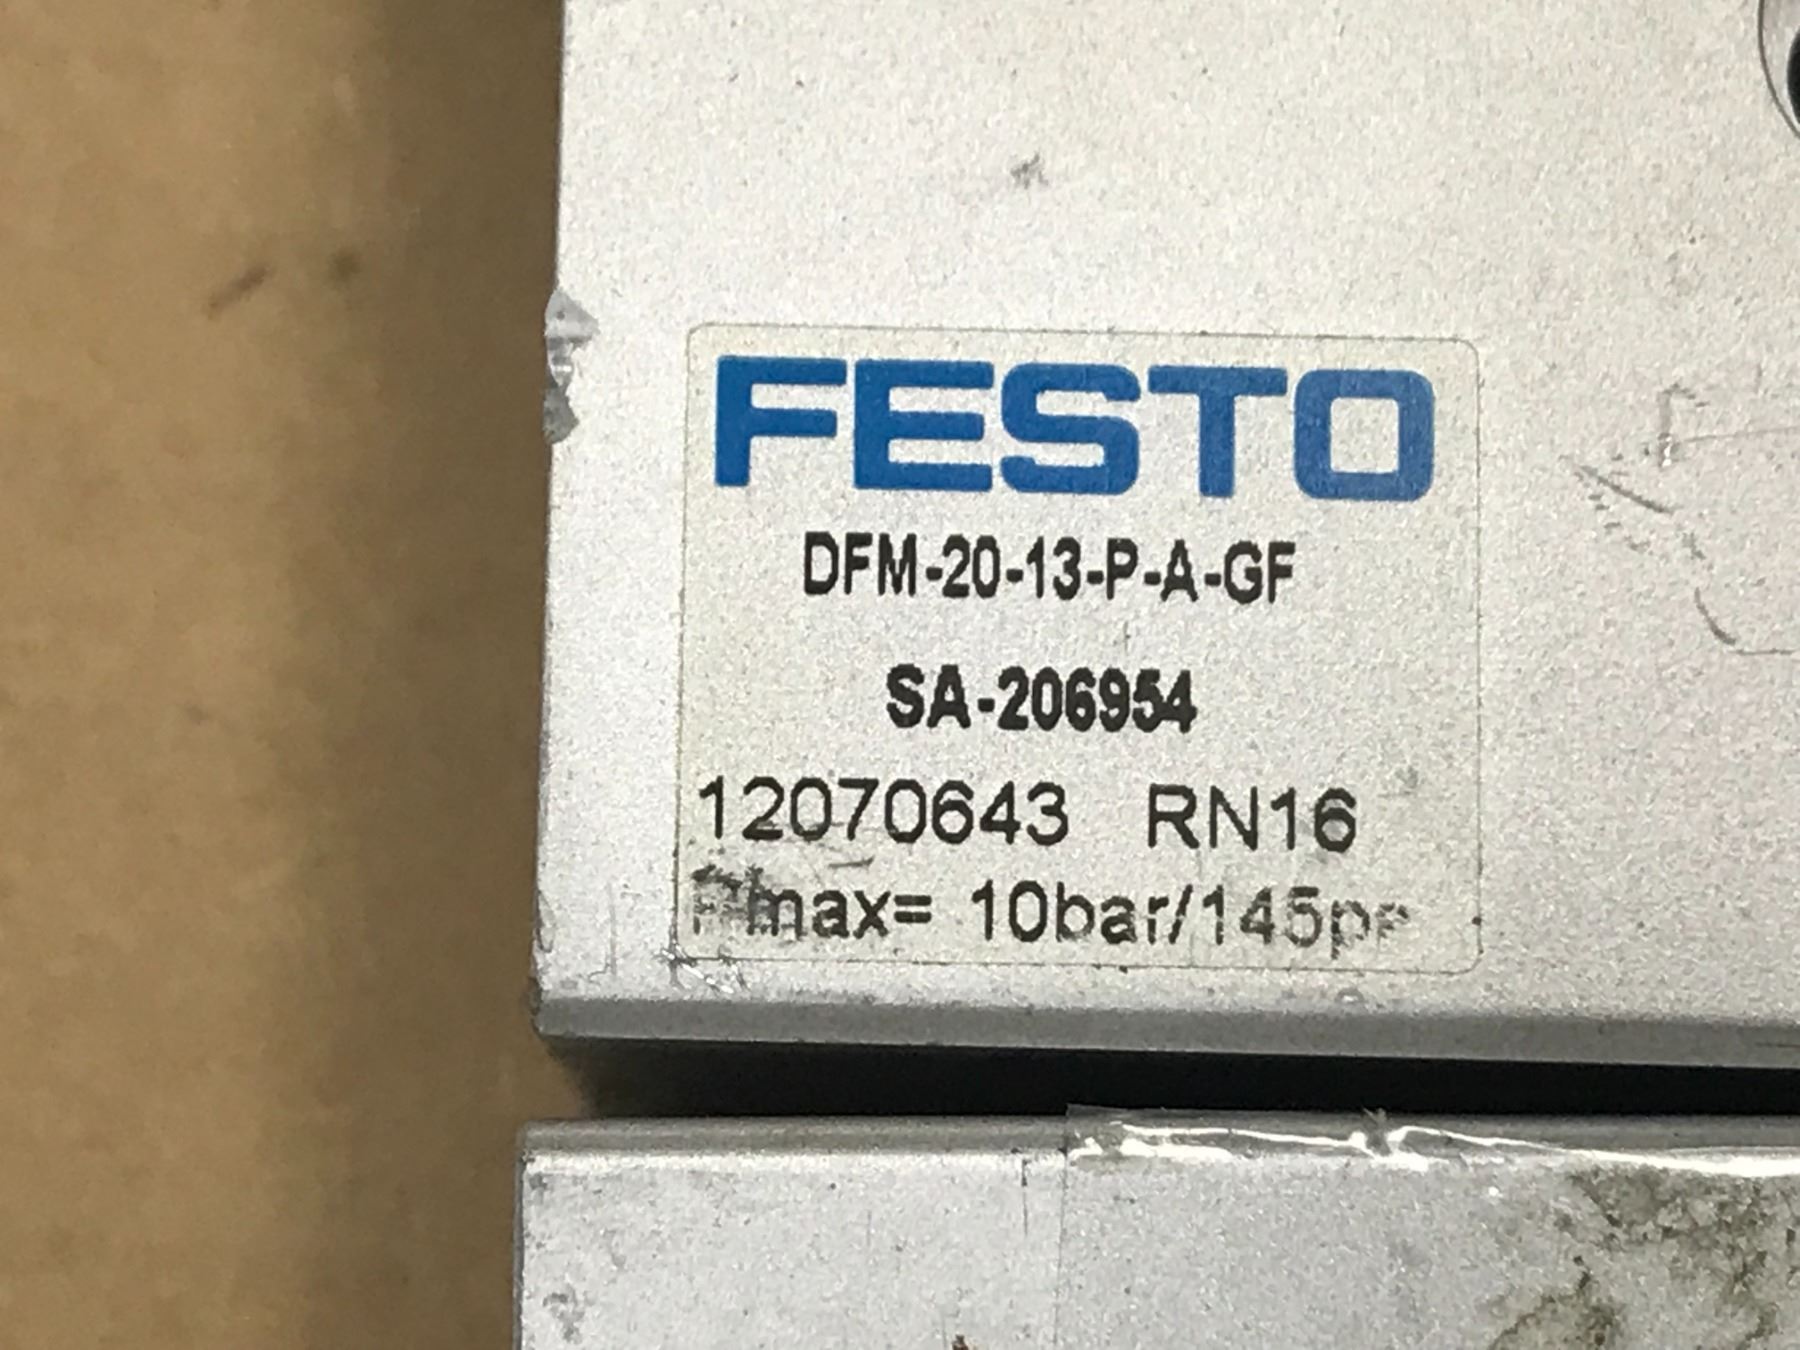 FESTO
DFM-20-13-P-A-GF
SA-206954
12070643 RN16
max= 10bar/145